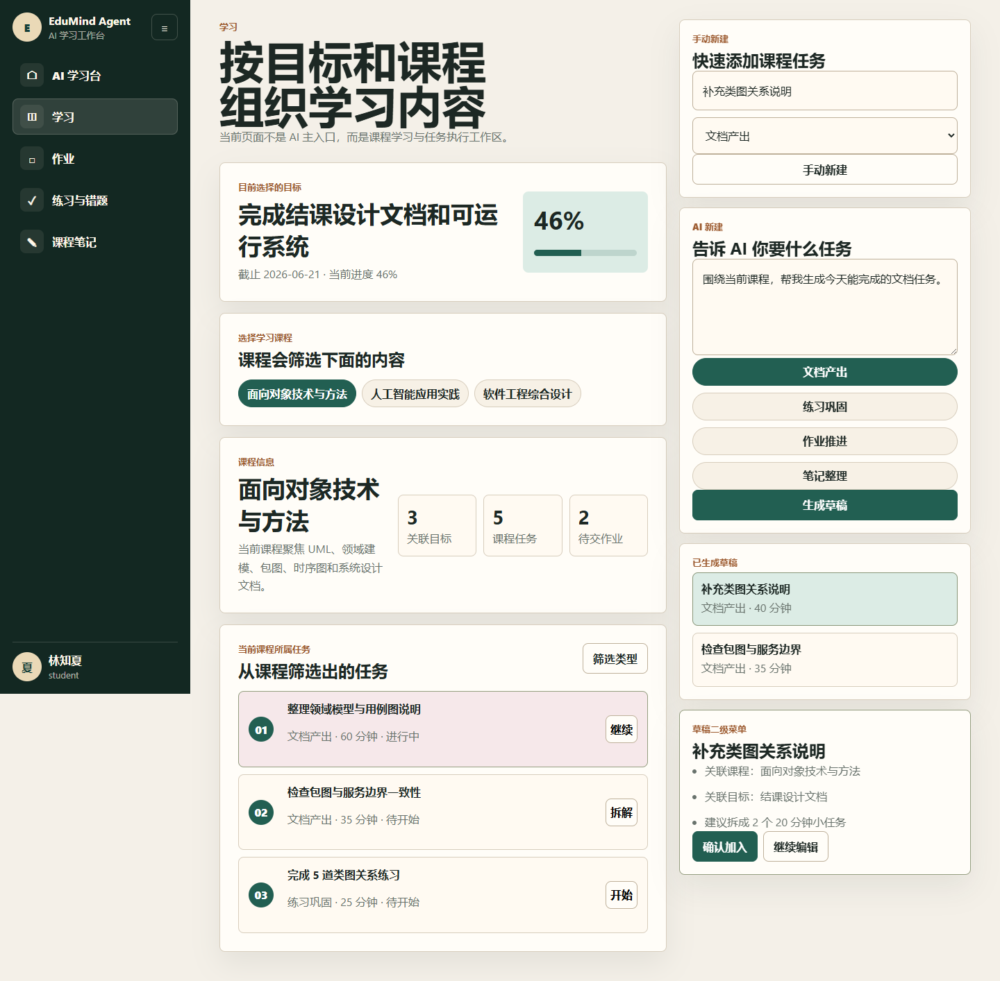 E
EduMind Agent
AI 学习工作台
AI 学习台
学习
作业
练习与错题
课程笔记
夏
林知夏
student
学习
按目标和课程
组织学习内容
当前页面不是 AI 主入口，而是课程学习与任务执行工作区。
目前选择的目标
完成结课设计文档和可运
行系统
截止 2026-06-21 · 当前进度 46%
46%
选择学习课程
课程会筛选下面的内容
面向对象技术与方法
人工智能应用实践
软件工程综合设计
课程信息
面向对象技术
与方法
当前课程聚焦 UML、领域建
模、包图、时序图和系统设计
文档。
3
关联目标
5
课程任务
2
待交作业
当前课程所属任务
从课程筛选出的任务
筛选类型
01
整理领域模型与用例图说明
文档产出 · 60 分钟 · 进行中
继续
02
检查包图与服务边界一致性
文档产出 · 35 分钟 · 待开始
拆解
03
完成 5 道类图关系练习
练习巩固 · 25 分钟 · 待开始
开始
手动新建
快速添加课程任务
补充类图关系说明
文档产出
手动新建
AI 新建
告诉 AI 你要什么任务
围绕当前课程，帮我生成今天能完成的文档任务。
文档产出
练习巩固
作业推进
笔记整理
生成草稿
已生成草稿
补充类图关系说明
文档产出 · 40 分钟
检查包图与服务边界
文档产出 · 35 分钟
草稿二级菜单
补充类图关系说明
关联课程：面向对象技术与方法
关联目标：结课设计文档
建议拆成 2 个 20 分钟小任务
确认加入
继续编辑